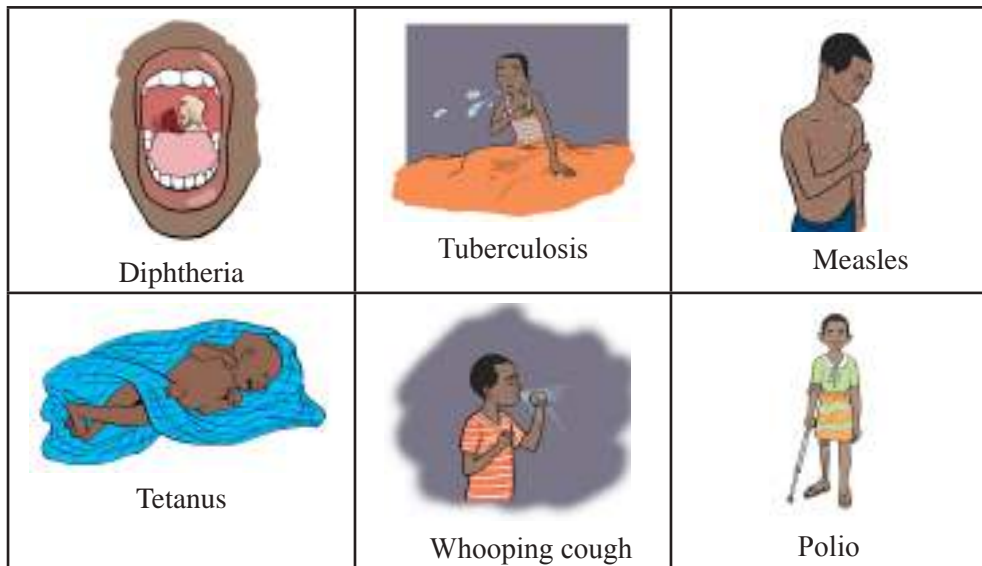 Diphtheria
Tuberculosis
Measles
Tetanus
Whooping cough
Polio